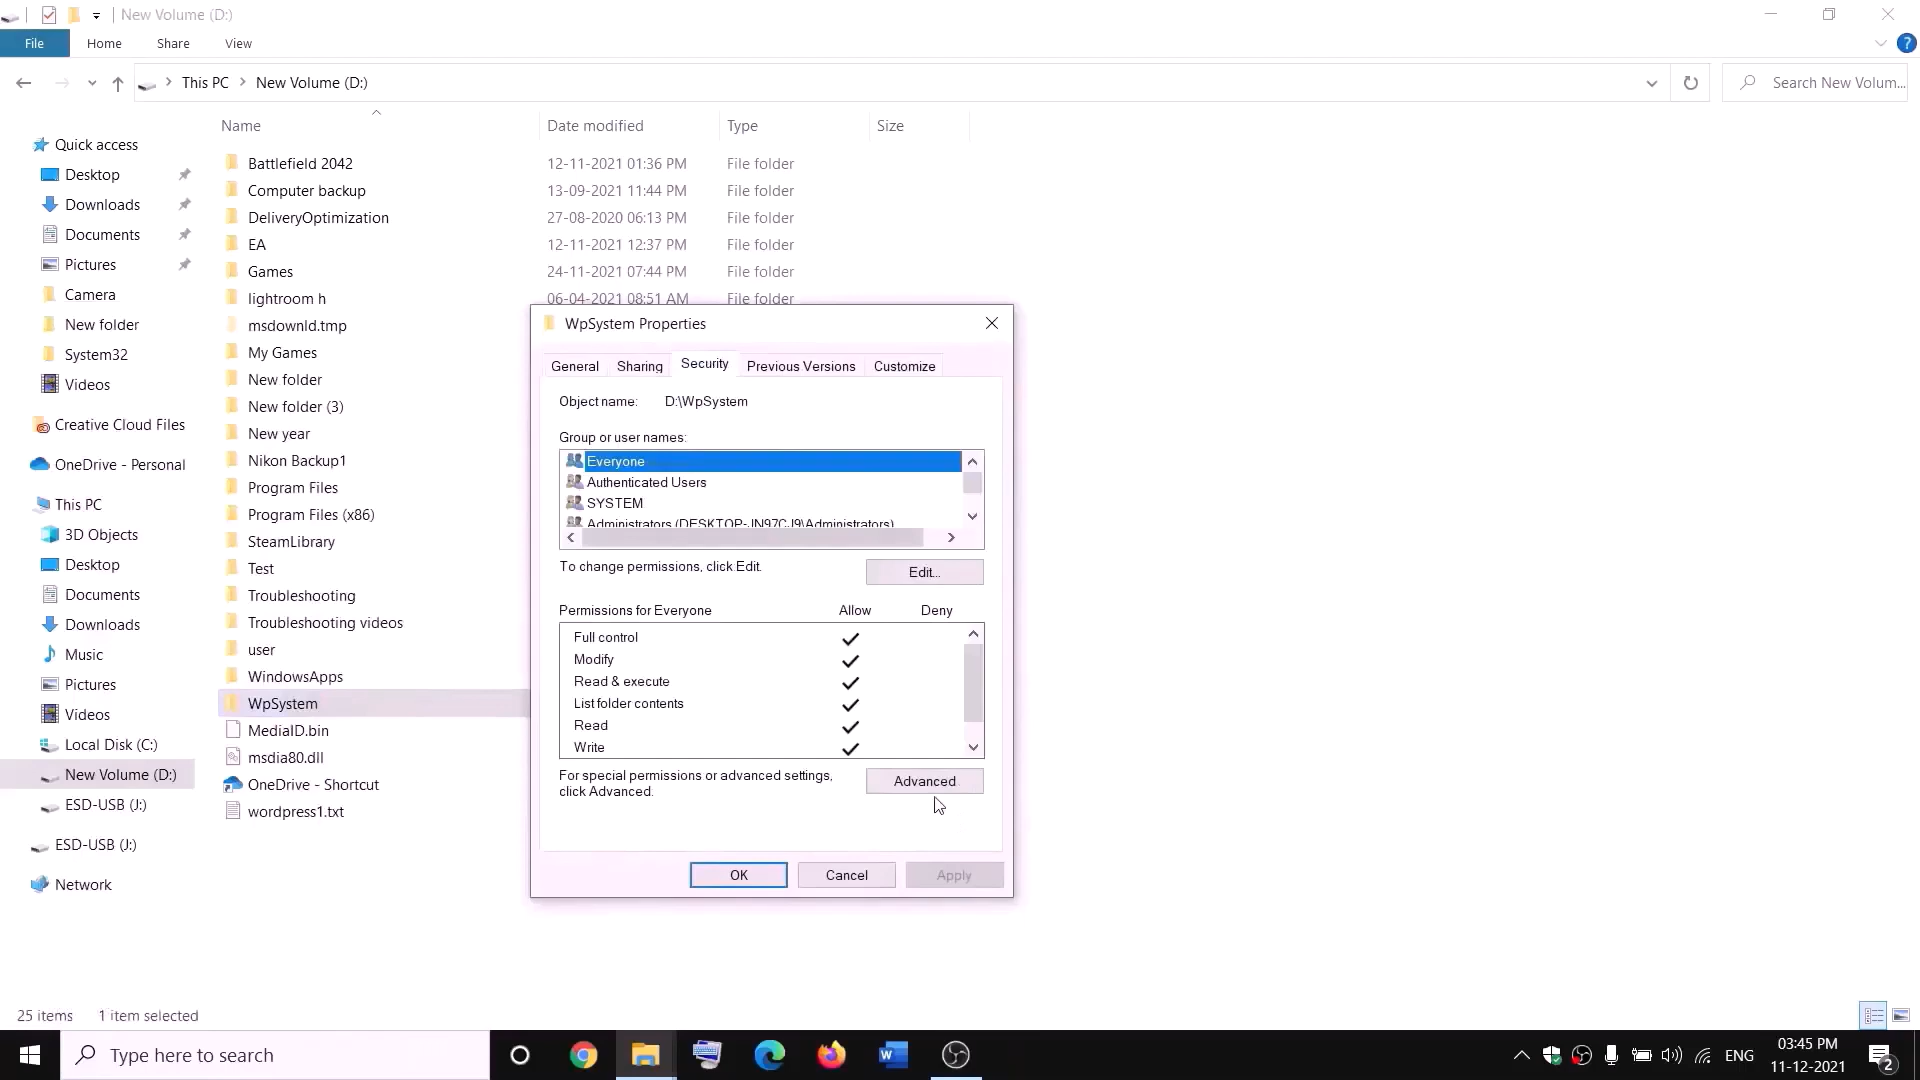 New Volume (D:)
File Home Share View
This PC New Volume (D:)
Search New Volum...
Name Date modified Type Size
Quick access
Desktop
Downloads
Documents
Pictures
Camera
New folder
System32
Videos
Creative Cloud Files
OneDrive - Personal
This PC
3D Objects
Desktop
Documents
Downloads
Music
Pictures
Videos
Local Disk (C:)
New Volume (D:)
ESD-USB (J:)
ESD-USB (J:)
Network
Battlefield 2042 12-11-2021 01:36 PM File folder
Computer backup 13-09-2021 11:44 PM File folder
DeliveryOptimization 27-08-2020 06:13 PM File folder
EA 12-11-2021 12:37 PM File folder
Games 24-11-2021 07:44 PM File folder
lightroom h 06-04-2021 08:51 AM File folder
msdownld.tmp
My Games
New folder
New folder (3)
New year
Nikon Backup1
Program Files
Program Files (x86)
SteamLibrary
Test
Troubleshooting
Troubleshooting videos
user
WindowsApps
WpSystem
MediaID.bin
msdia80.dll
OneDrive - Shortcut
wordpress1.txt
WpSystem Properties
General Sharing Security Previous Versions Customize
Object name: D:\WpSystem
Group or user names:
Everyone
Authenticated Users
SYSTEM
Administrators (DESKTOP-JN97CJ9\Administrators)
To change permissions, click Edit.
Edit...
Permissions for Everyone Allow Deny
Full control
Modify
Read & execute
List folder contents
Read
Write
For special permissions or advanced settings,
click Advanced.
Advanced
OK Cancel Apply
25 items 1 item selected
Type here to search
ENG
03:45 PM
11-12-2021
2